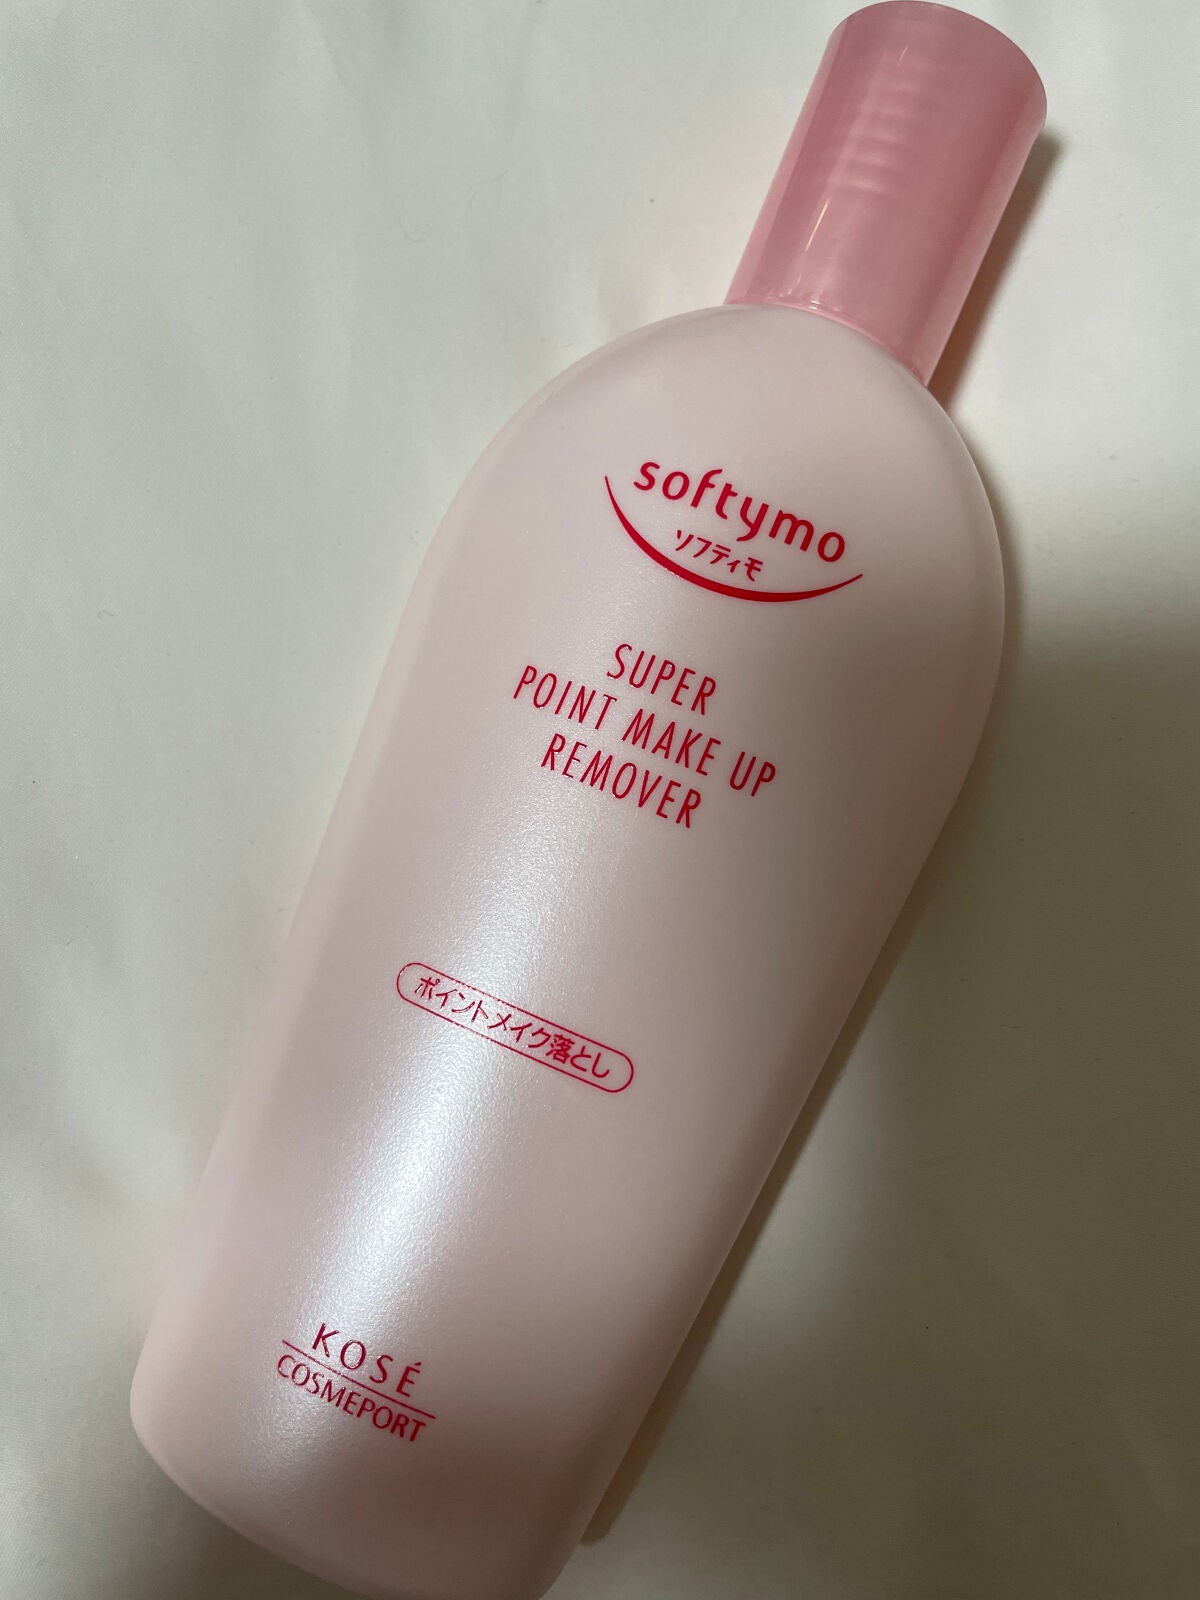 softymo
ソフティモ
SUPER
POINT MAKE UP
REMOVER
ポイントメイク落とし
KOSÉ
COSMEPORT